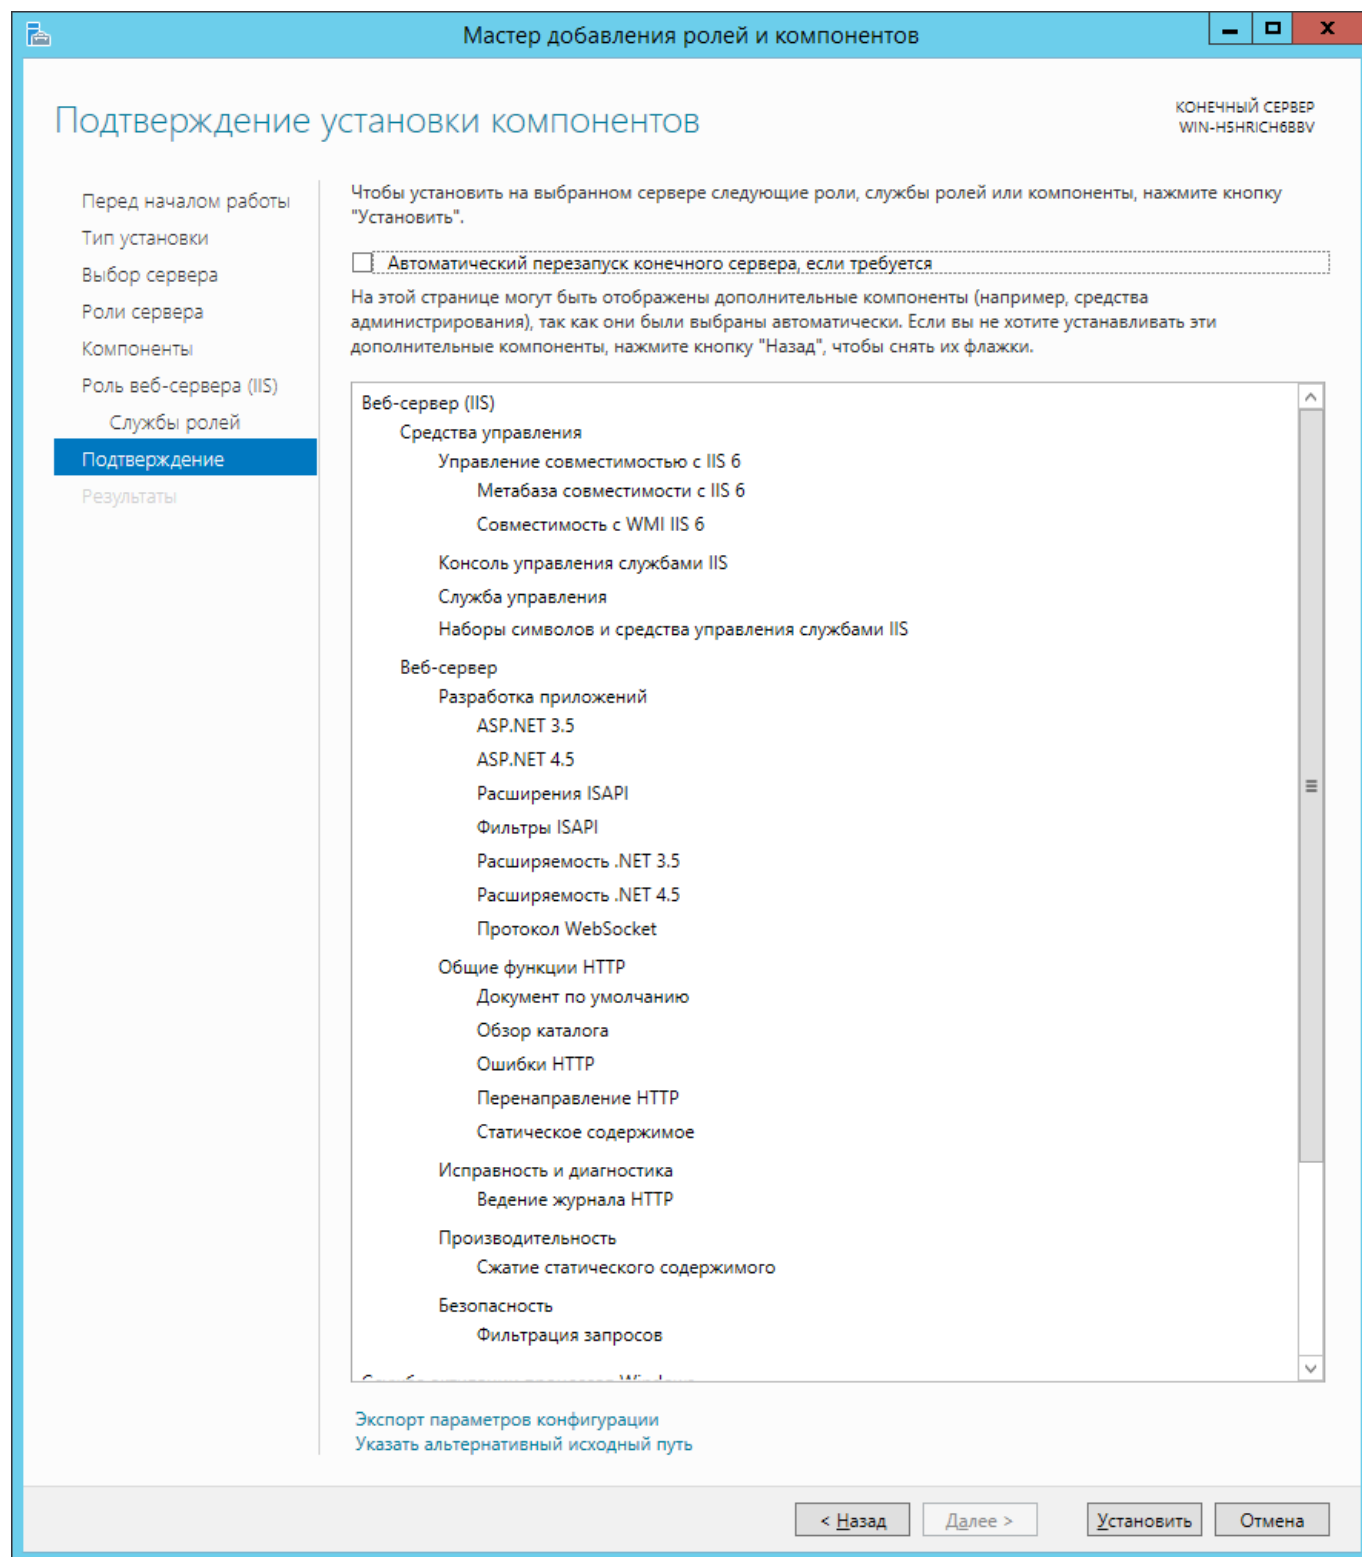 Мастер добавления ролей и компонентов
Подтверждение установки компонентов
КОНЕЧНЫЙ СЕРВЕР
WIN-H5HRICH6BBV
Перед началом работы
Тип установки
Выбор сервера
Роли сервера
Компоненты
Роль веб-сервера (IIS)
Службы ролей
Подтверждение
Результаты
Чтобы установить на выбранном сервере следующие роли, службы ролей или компоненты, нажмите кнопку
"Установить".
Автоматический перезапуск конечного сервера, если требуется
На этой странице могут быть отображены дополнительные компоненты (например, средства
администрирования), так как они были выбраны автоматически. Если вы не хотите устанавливать эти
дополнительные компоненты, нажмите кнопку "Назад", чтобы снять их флажки.
Веб-сервер (IIS)
Средства управления
Управление совместимостью с IIS 6
Метабаза совместимости с IIS 6
Совместимость с WMI IIS 6
Консоль управления службами IIS
Служба управления
Наборы символов и средства управления службами IIS
Веб-сервер
Разработка приложений
ASP.NET 3.5
ASP.NET 4.5
Расширения ISAPI
Фильтры ISAPI
Расширяемость .NET 3.5
Расширяемость .NET 4.5
Протокол WebSocket
Общие функции HTTP
Документ по умолчанию
Обзор каталога
Ошибки HTTP
Перенаправление HTTP
Статическое содержимое
Исправность и диагностика
Ведение журнала HTTP
Производительность
Сжатие статического содержимого
Безопасность
Фильтрация запросов
Экспорт параметров конфигурации
Указать альтернативный исходный путь
< Назад
Далее >
Установить
Отмена